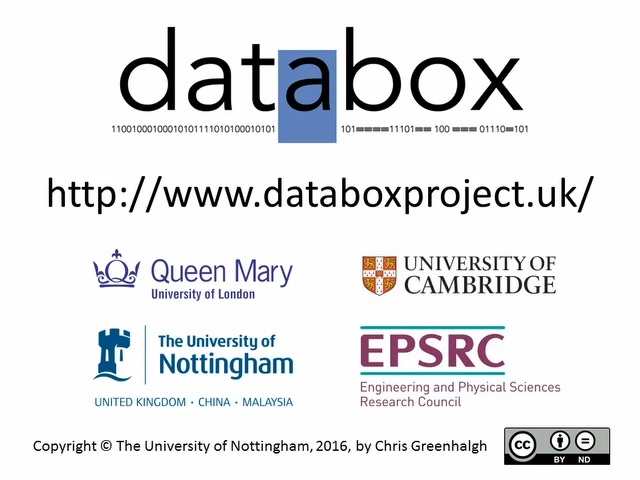 databox
11001000100010101111010100010101 101▬▬▬▬11101▬▬ 100 ▬▬▬ 01110▬101
http://www.databoxproject.uk/
Queen Mary
University of London
UNIVERSITY OF
CAMBRIDGE
The University of
Nottingham
UNITED KINGDOM · CHINA · MALAYSIA
EPSRC
Engineering and Physical Sciences
Research Council
Copyright © The University of Nottingham, 2016, by Chris Greenhalgh
cc
BY ND